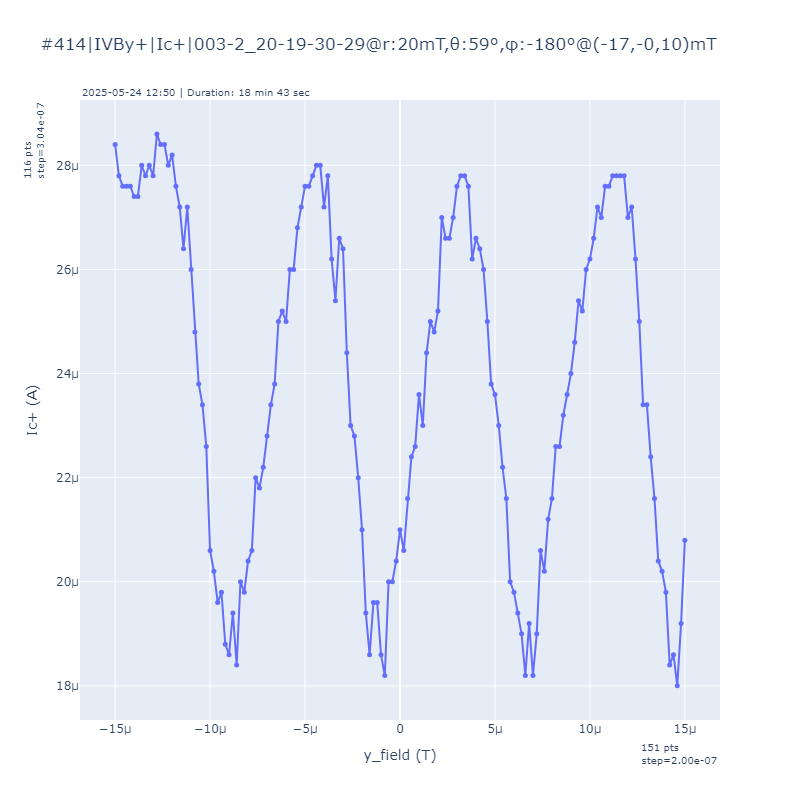 #414|IVBy+|Ic+|003-2_20-19-30-29@r:20mT,θ:59º,φ:-180º@(-17,-0,10)mT
2025-05-24 12:50 | Duration: 18 min 43 sec
116 pts
step=3.04e-07
28μ
26μ
24μ
22μ
20μ
18μ
Ic+ (A)
−15μ
−10μ
−5μ
0
5μ
10μ
15μ
y_field (T)
151 pts
step=2.00e-07